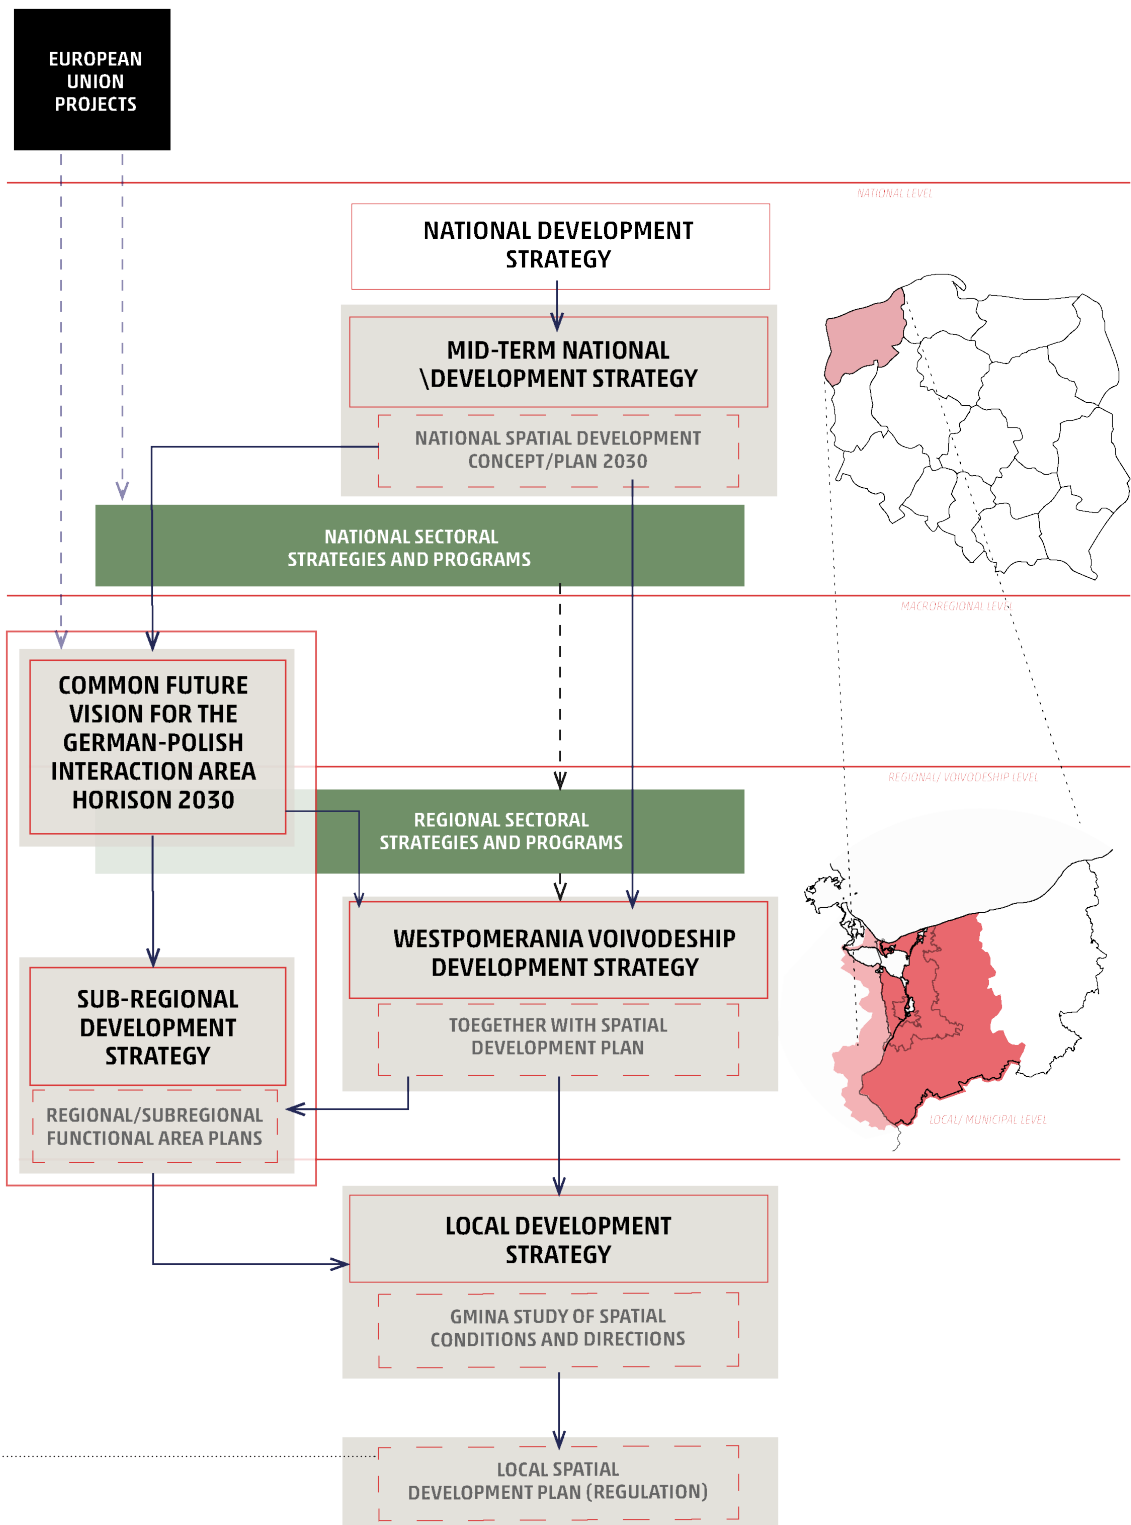 EUROPEAN
UNION
PROJECTS
NATIONAL LEVEL
NATIONAL DEVELOPMENT
STRATEGY
MID-TERM NATIONAL
\DEVELOPMENT STRATEGY
NATIONAL SPATIAL DEVELOPMENT
CONCEPT/PLAN 2030
NATIONAL SECTORAL
STRATEGIES AND PROGRAMS
MACROREGIONAL LEVEL
COMMON FUTURE
VISION FOR THE
GERMAN-POLISH
INTERACTION AREA
HORISON 2030
REGIONAL/ VOIVODESHIP LEVEL
REGIONAL SECTORAL
STRATEGIES AND PROGRAMS
WESTPOMERANIA VOIVODESHIP
DEVELOPMENT STRATEGY
TOEGETHER WITH SPATIAL
DEVELOPMENT PLAN
SUB-REGIONAL
DEVELOPMENT
STRATEGY
REGIONAL/SUBREGIONAL
FUNCTIONAL AREA PLANS
LOCAL/ MUNICIPAL LEVEL
LOCAL DEVELOPMENT
STRATEGY
GMINA STUDY OF SPATIAL
CONDITIONS AND DIRECTIONS
LOCAL SPATIAL
DEVELOPMENT PLAN (REGULATION)